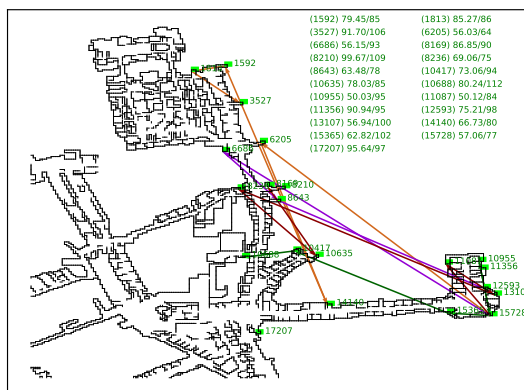 (1592) 79.45/85 (1813) 85.27/86
(3527) 91.70/106 (6205) 56.03/64
(6686) 56.15/93 (8169) 86.85/90
(8210) 99.67/109 (8236) 69.06/75
(8643) 63.48/78 (10417) 73.06/94
(10635) 78.03/85 (10688) 80.24/112
(10955) 50.03/95 (11087) 50.12/84
(11356) 90.94/95 (12593) 75.21/98
(13107) 56.94/100 (14140) 66.73/80
(15365) 62.82/102 (15728) 57.06/77
(17207) 95.64/97
1592
3527
6205
8169
8210
8643
10635
10955
11356
12593
14140
15728
17207